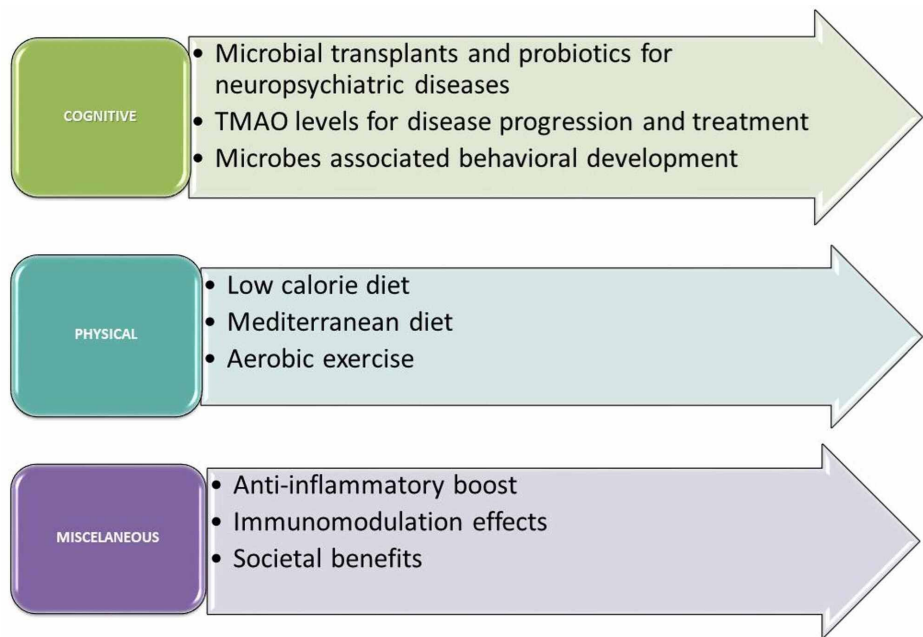 COGNITIVE
• Microbial transplants and probiotics for
neuropsychiatric diseases
• TMAO levels for disease progression and treatment
• Microbes associated behavioral development
PHYSICAL
• Low calorie diet
• Mediterranean diet
• Aerobic exercise
MISCELANEOUS
• Anti-inflammatory boost
• Immunomodulation effects
• Societal benefits